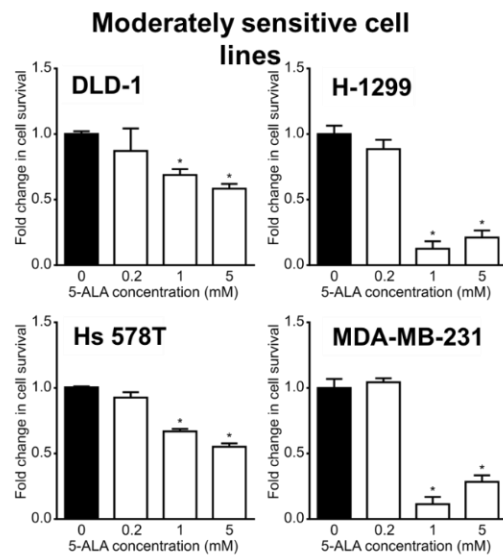 Moderately sensitive cell
lines
DLD-1
Fold change in cell survival
1.5
1.0
0.5
0.0
* *
0 0.2 1 5
5-ALA concentration (mM)
H-1299
Fold change in cell survival
1.5
1.0
0.5
0.0
* *
0 0.2 1 5
5-ALA concentration (mM)
Hs 578T
Fold change in cell survival
1.5
1.0
0.5
0.0
* *
0 0.2 1 5
5-ALA concentration (mM)
MDA-MB-231
Fold change in cell survival
1.5
1.0
0.5
0.0
* *
0 0.2 1 5
5-ALA concentration (mM)